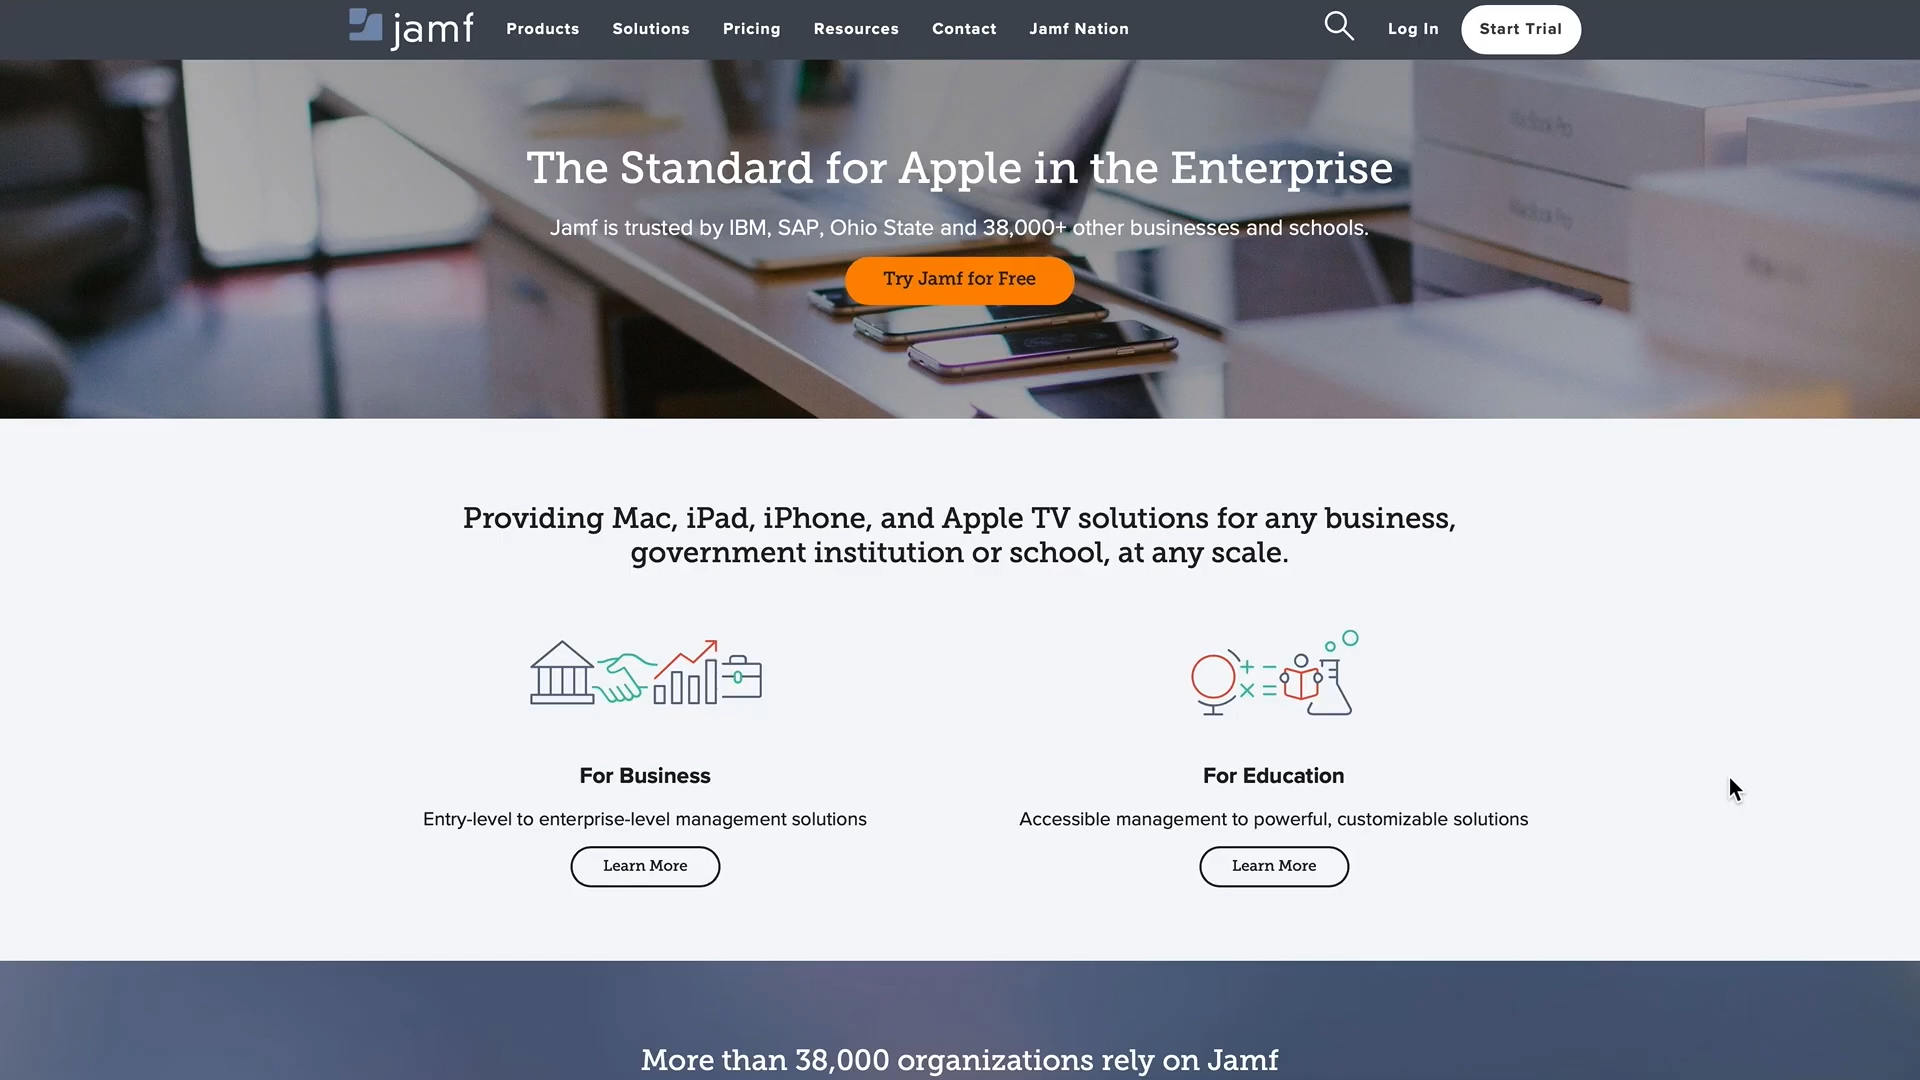 jamf
Products
Solutions
Pricing
Resources
Contact
Jamf Nation
Log In
Start Trial
The Standard for Apple in the Enterprise
Jamf is trusted by IBM, SAP, Ohio State and 38,000+ other businesses and schools.
Try Jamf for Free
Providing Mac, iPad, iPhone, and Apple TV solutions for any business,
government institution or school, at any scale.
For Business
Entry-level to enterprise-level management solutions
Learn More
For Education
Accessible management to powerful, customizable solutions
Learn More
More than 38,000 organizations rely on Jamf